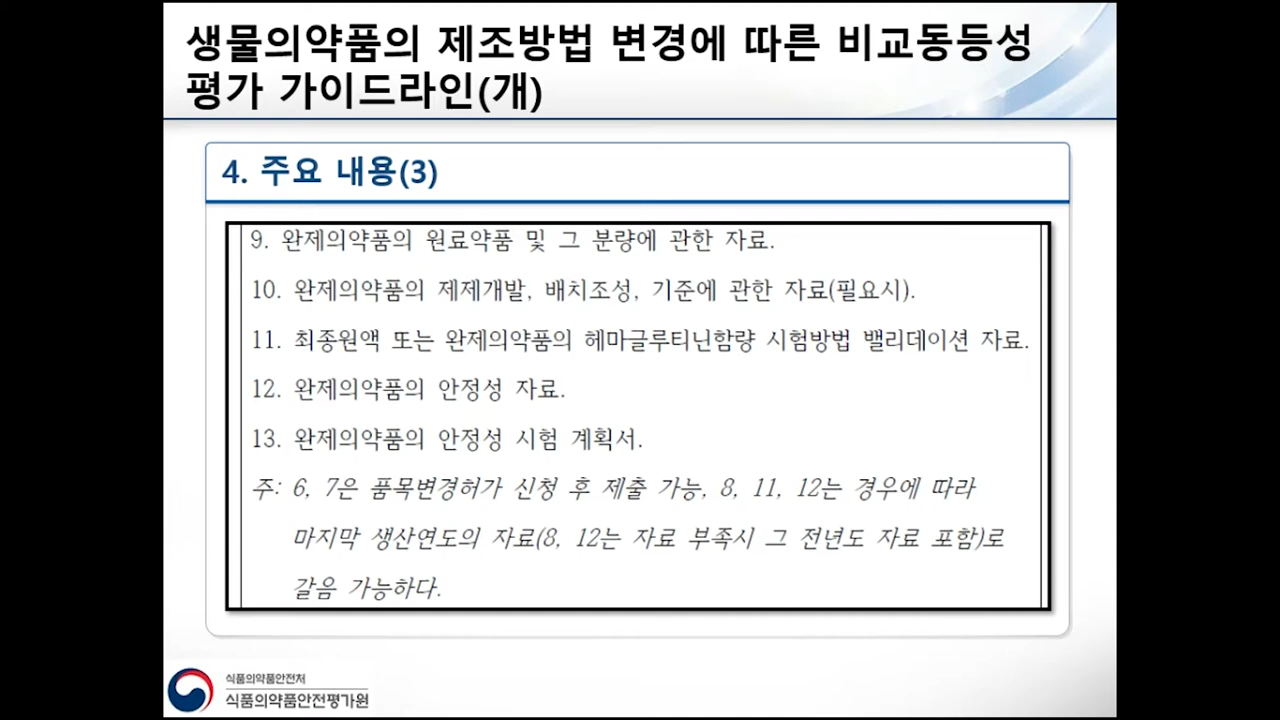 생물의약품의 제조방법 변경에 따른 비교동등성
평가 가이드라인(개)
4. 주요 내용(3)
9. 완제의약품의 원료약품 및 그 분량에 관한 자료.
10. 완제의약품의 제제개발, 배치조성, 기준에 관한 자료(필요시).
11. 최종원액 또는 완제의약품의 헤마글루티닌함량 시험방법 밸리데이션 자료.
12. 완제의약품의 안정성 자료.
13. 완제의약품의 안정성 시험 계획서.
주: 6, 7은 품목변경허가 신청 후 제출 가능, 8, 11, 12는 경우에 따라
마지막 생산연도의 자료(8, 12는 자료 부족시 그 전년도 자료 포함)로
갈음 가능하다.
식품의약품안전처
식품의약품안전평가원